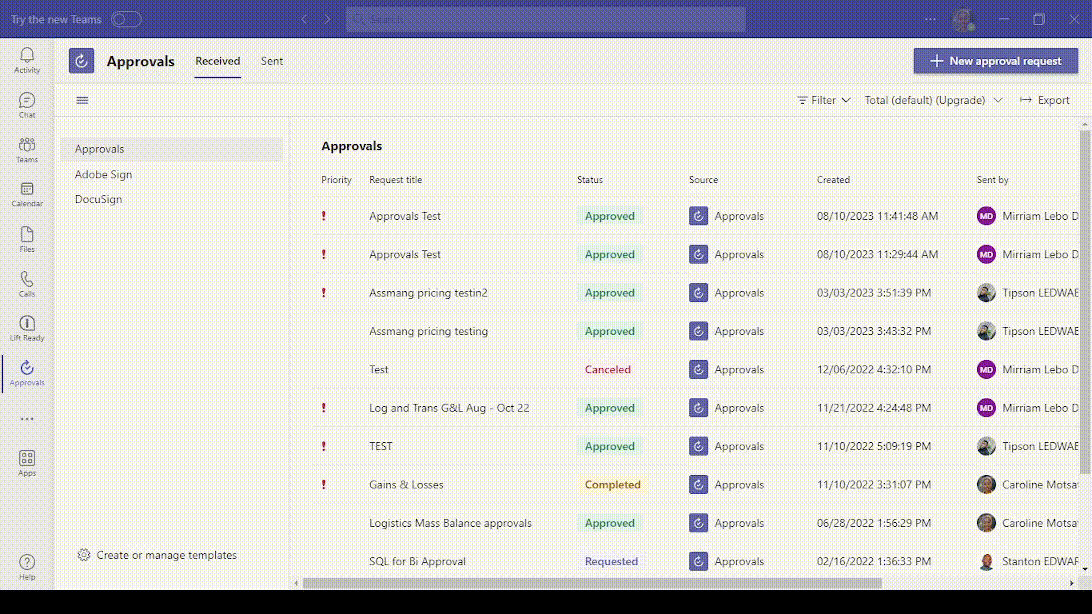 Try the new Teams
Search
Approvals Received Sent
New approval request
Activity
Chat
Teams
Calendar
Files
Calls
Lift Ready
Approvals
Apps
Help
Filter Total (default) (Upgrade) Export
Approvals
Adobe Sign
DocuSign
Create or manage templates
Approvals
Priority Request title Status Source Created Sent by
! Approvals Test Approved Approvals 08/10/2023 11:41:48 AM MD Mirriam Lebo D
! Approvals Test Approved Approvals 08/10/2023 11:29:44 AM MD Mirriam Lebo D
! Assmang pricing testin2 Approved Approvals 03/03/2023 3:51:39 PM Tipson LEDWAB
Assmang pricing testing Approved Approvals 03/03/2023 3:43:32 PM Tipson LEDWAB
Test Canceled Approvals 12/06/2022 4:32:10 PM MD Mirriam Lebo D
! Log and Trans G&L Aug - Oct 22 Approved Approvals 11/21/2022 4:24:48 PM MD Mirriam Lebo D
! TEST Approved Approvals 11/10/2022 5:09:19 PM Tipson LEDWAB
! Gains & Losses Completed Approvals 11/10/2022 3:31:07 PM Caroline Motsa
Logistics Mass Balance approvals Approved Approvals 06/28/2022 1:56:29 PM Caroline Motsa
SQL for Bi Approval Requested Approvals 02/16/2022 1:36:33 PM Stanton EDWAR